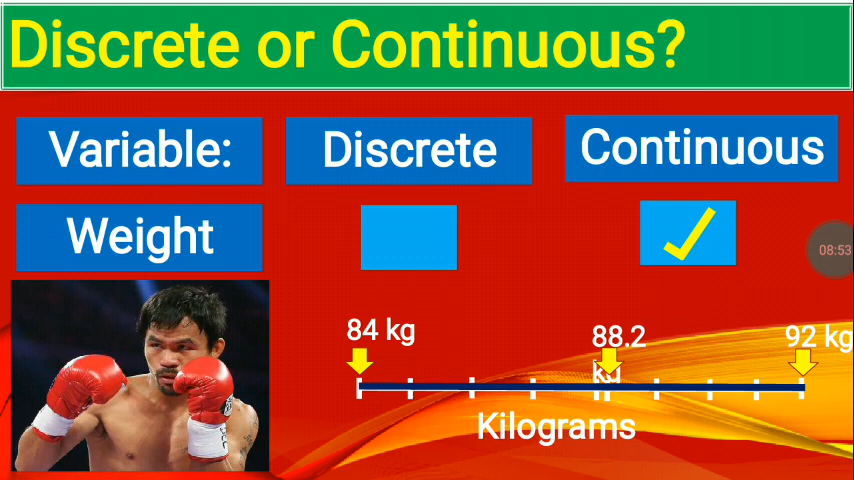 Discrete or Continuous?
Variable: Discrete Continuous
Weight
08:53
84 kg 88.2 kg 92 kg
Kilograms